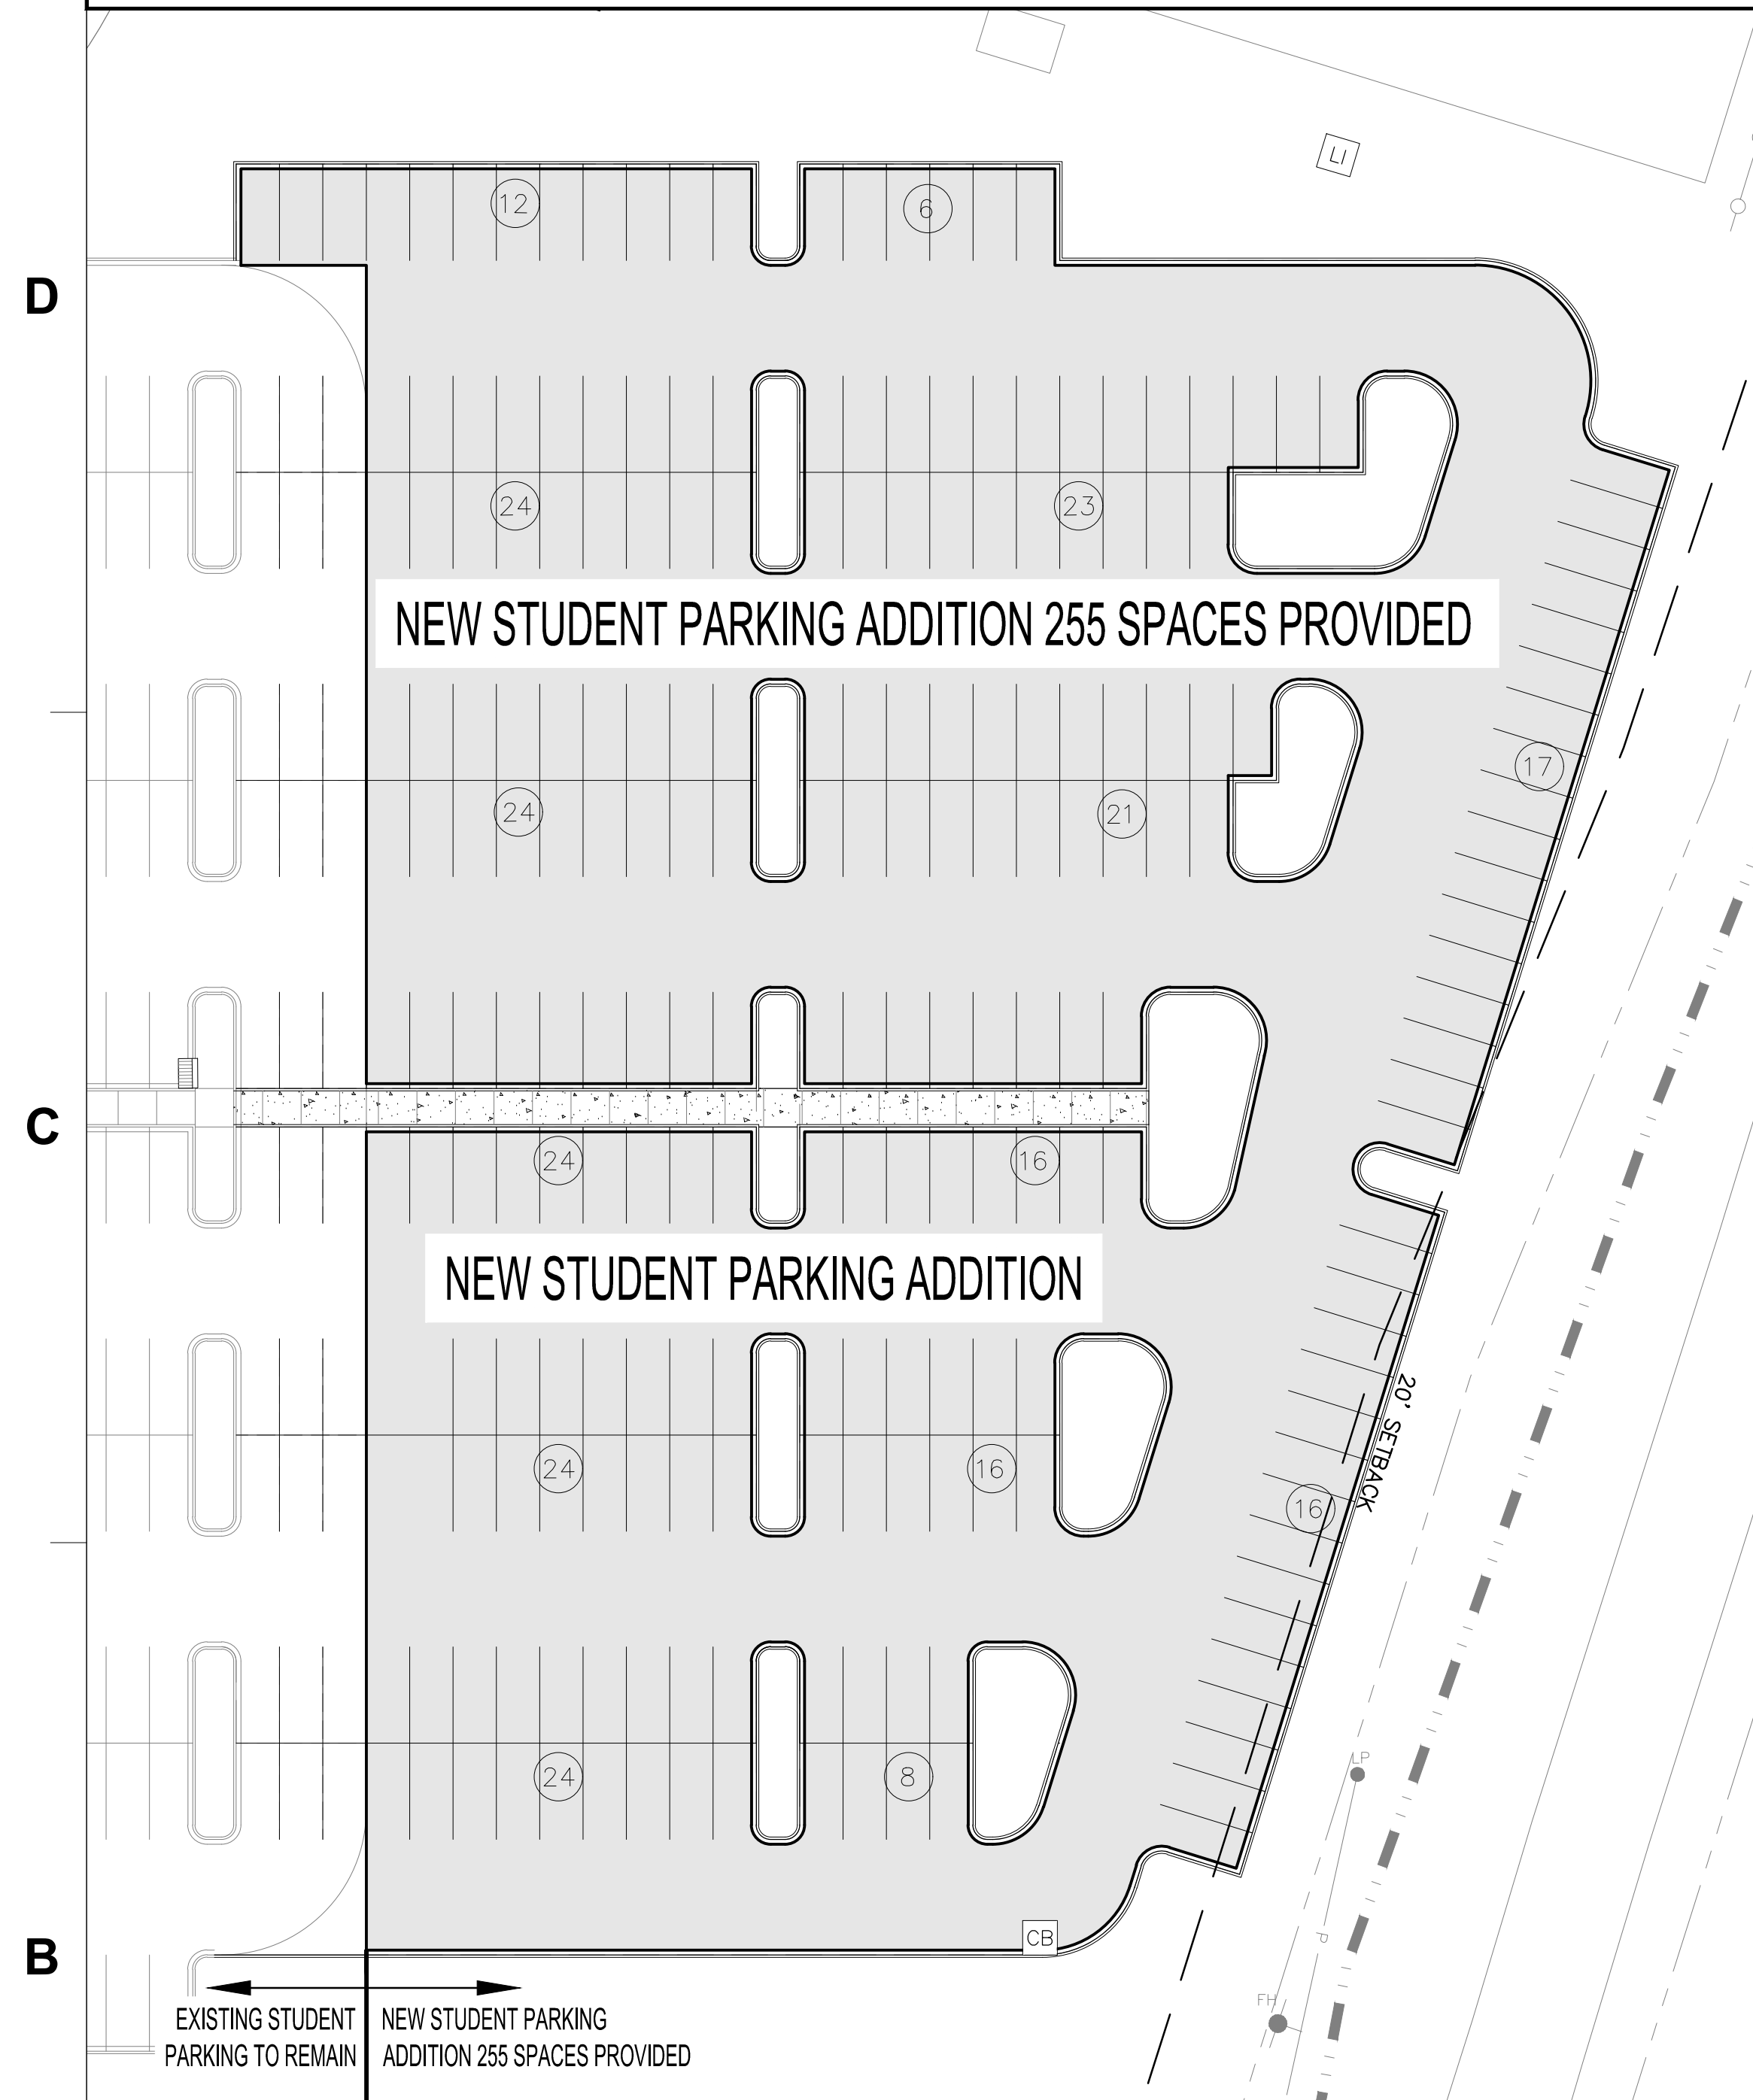 LI
12
6
D
24
23
NEW STUDENT PARKING ADDITION 255 SPACES PROVIDED
17
24
21
C
24
16
NEW STUDENT PARKING ADDITION
20' SETBACK
24
16
16
LP
24
8
P
CB
B
FH
EXISTING STUDENT
PARKING TO REMAIN
NEW STUDENT PARKING
ADDITION 255 SPACES PROVIDED